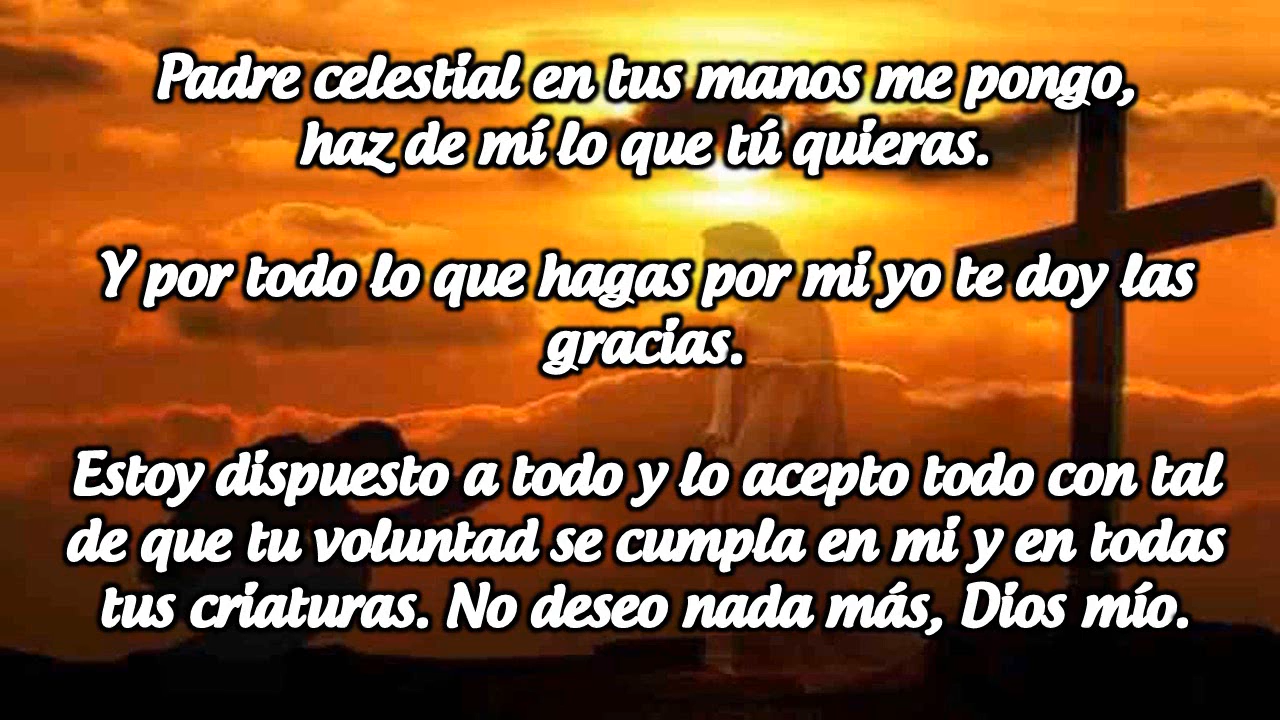 Padre celestial en tus manos me pongo,
haz de mí lo que tú quieras.
Y por todo lo que hagas por mi yo te doy las
gracias.
Estoy dispuesto a todo y lo acepto todo con tal
de que tu voluntad se cumpla en mi y en todas
tus criaturas. No deseo nada más, Dios mío.